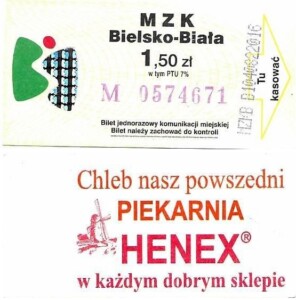 M Z K
Bielsko-Biała
1,50 zł
w tym PTU 7%
M 0574671
Bilet jednorazowy komunikacji miejskiej
Bilet należy zachować do kontroli
Tu
kasować
Chleb nasz powszedni
PIEKARNIA
HENEX®
w każdym dobrym sklepie